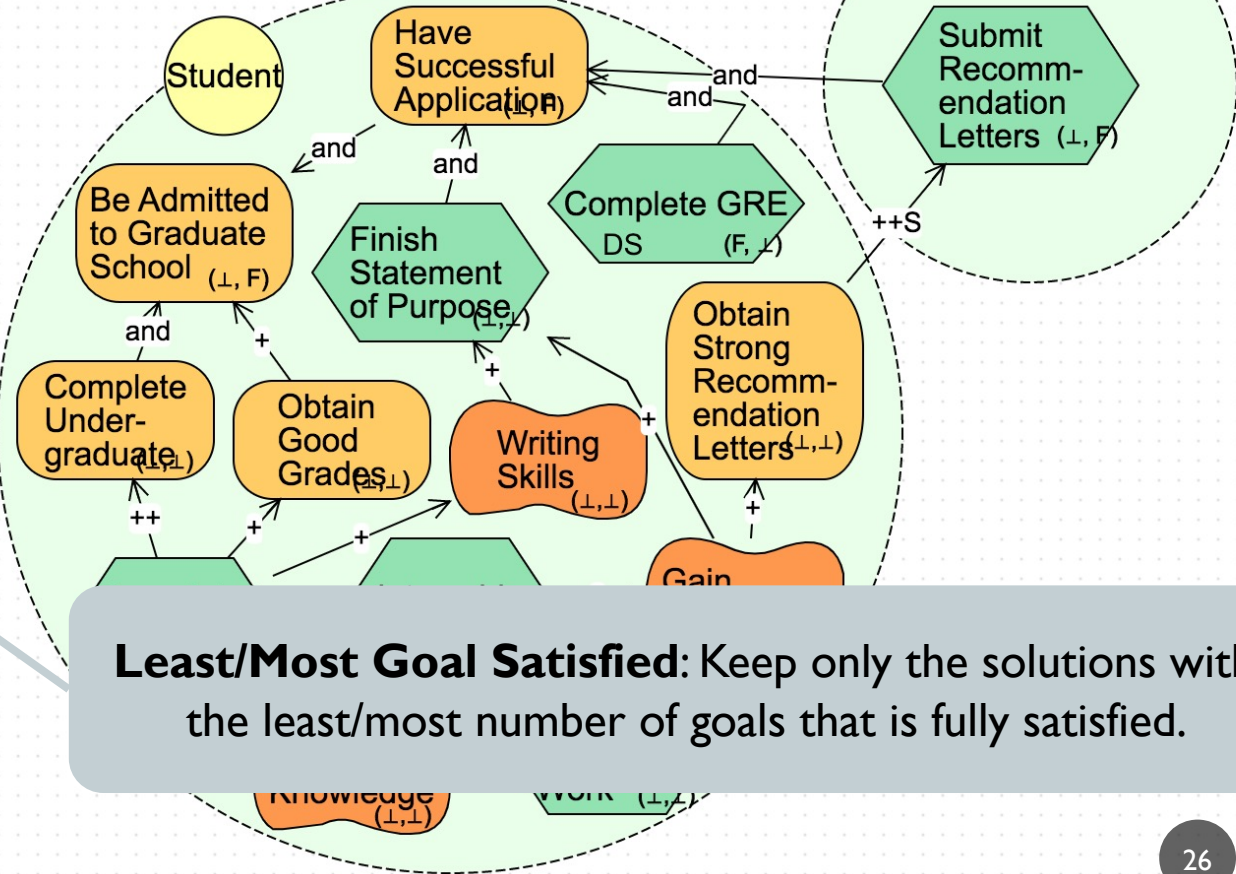 Student
Have
Successful
Application
(⊥, F)
and
and
Submit
Recomm-
endation
Letters (⊥, F)
and
and
Be Admitted
to Graduate
School (⊥, F)
Finish
Statement
of Purpose
(⊥,⊥)
Complete GRE
DS (F, ⊥)
++S
and
+
Complete
Under-
graduate
(⊥,⊥)
Obtain
Good
Grades
(⊥,⊥)
+
Writing
Skills
(⊥,⊥)
+
Obtain
Strong
Recomm-
endation
Letters
(⊥,⊥)
++
+
+
+
Gain
Least/Most Goal Satisfied: Keep only the solutions with
the least/most number of goals that is fully satisfied.
Knowledge
(⊥,⊥)
Work (⊥,⊥)
26